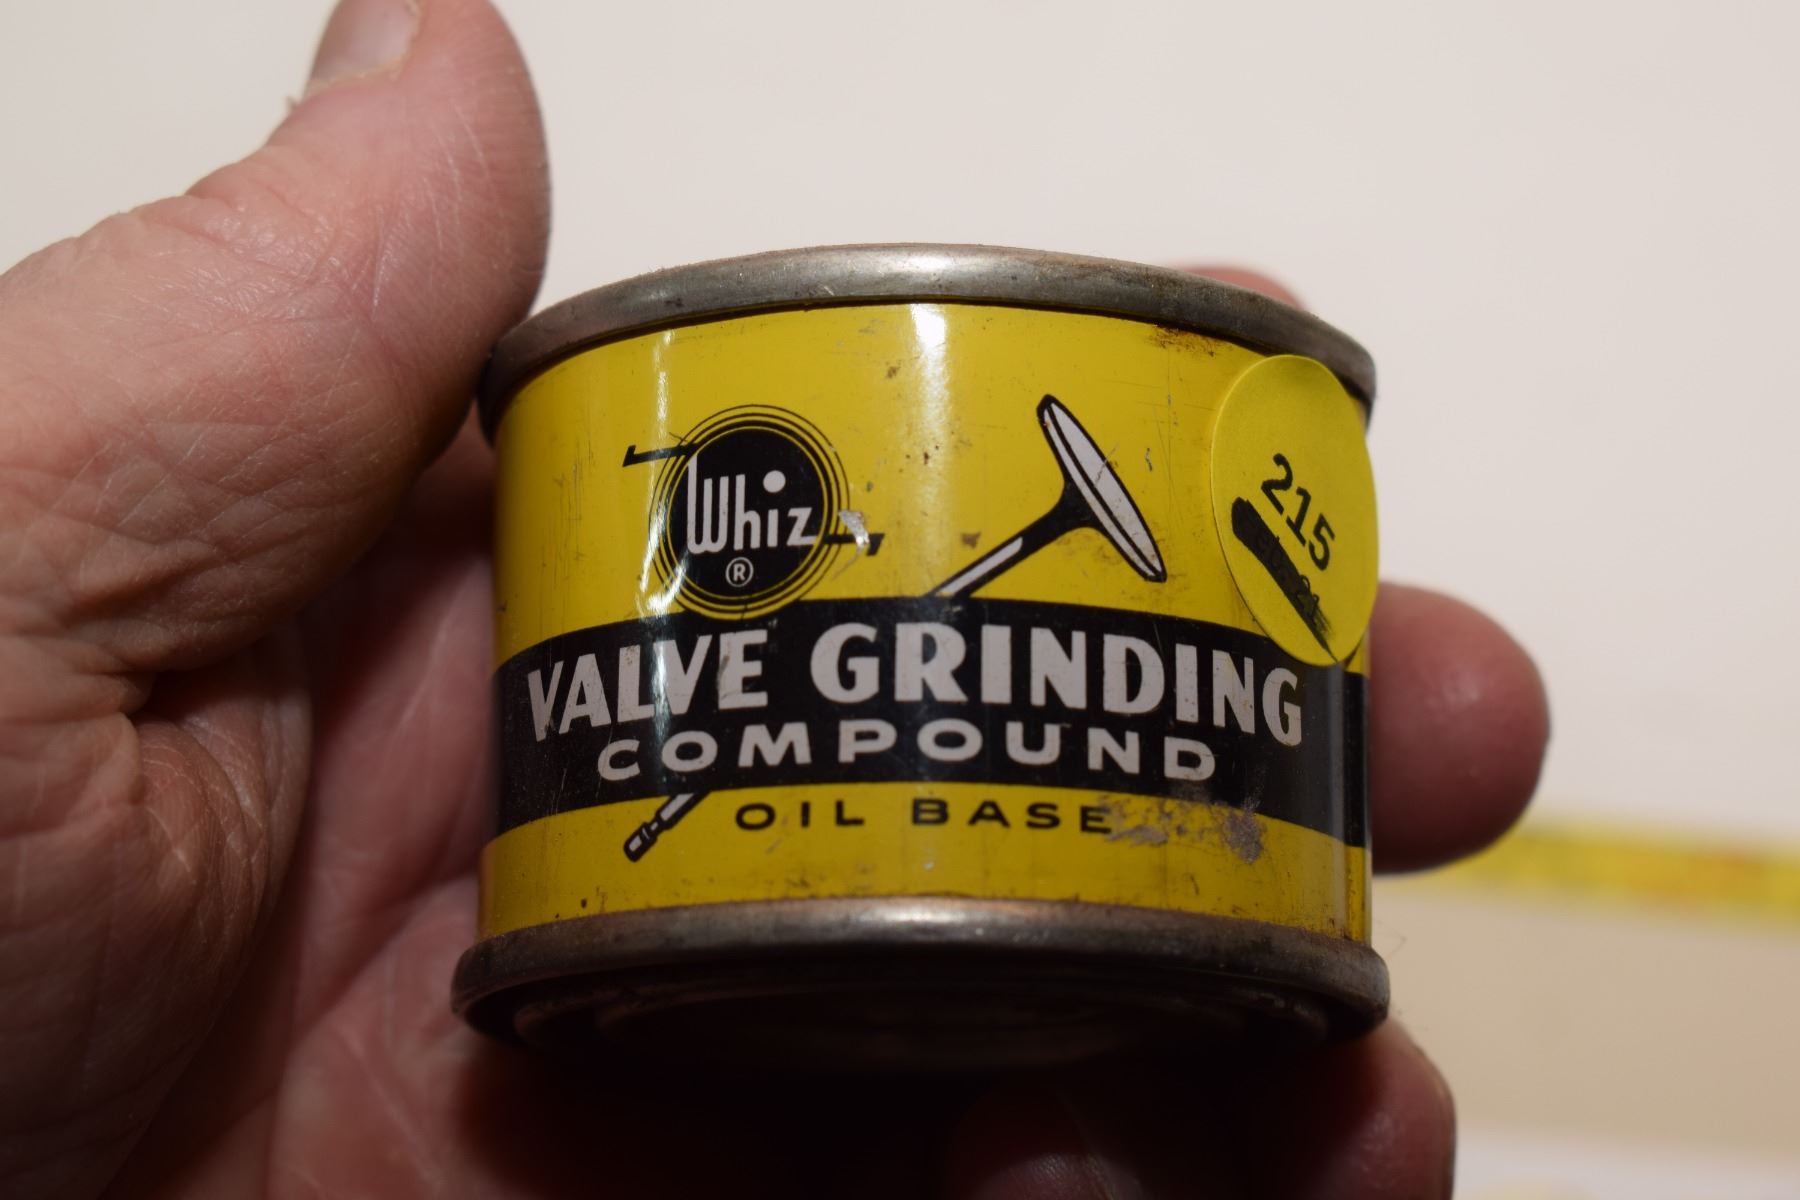 Whiz
®
215
VALVE GRINDING
COMPOUND
OIL BASE